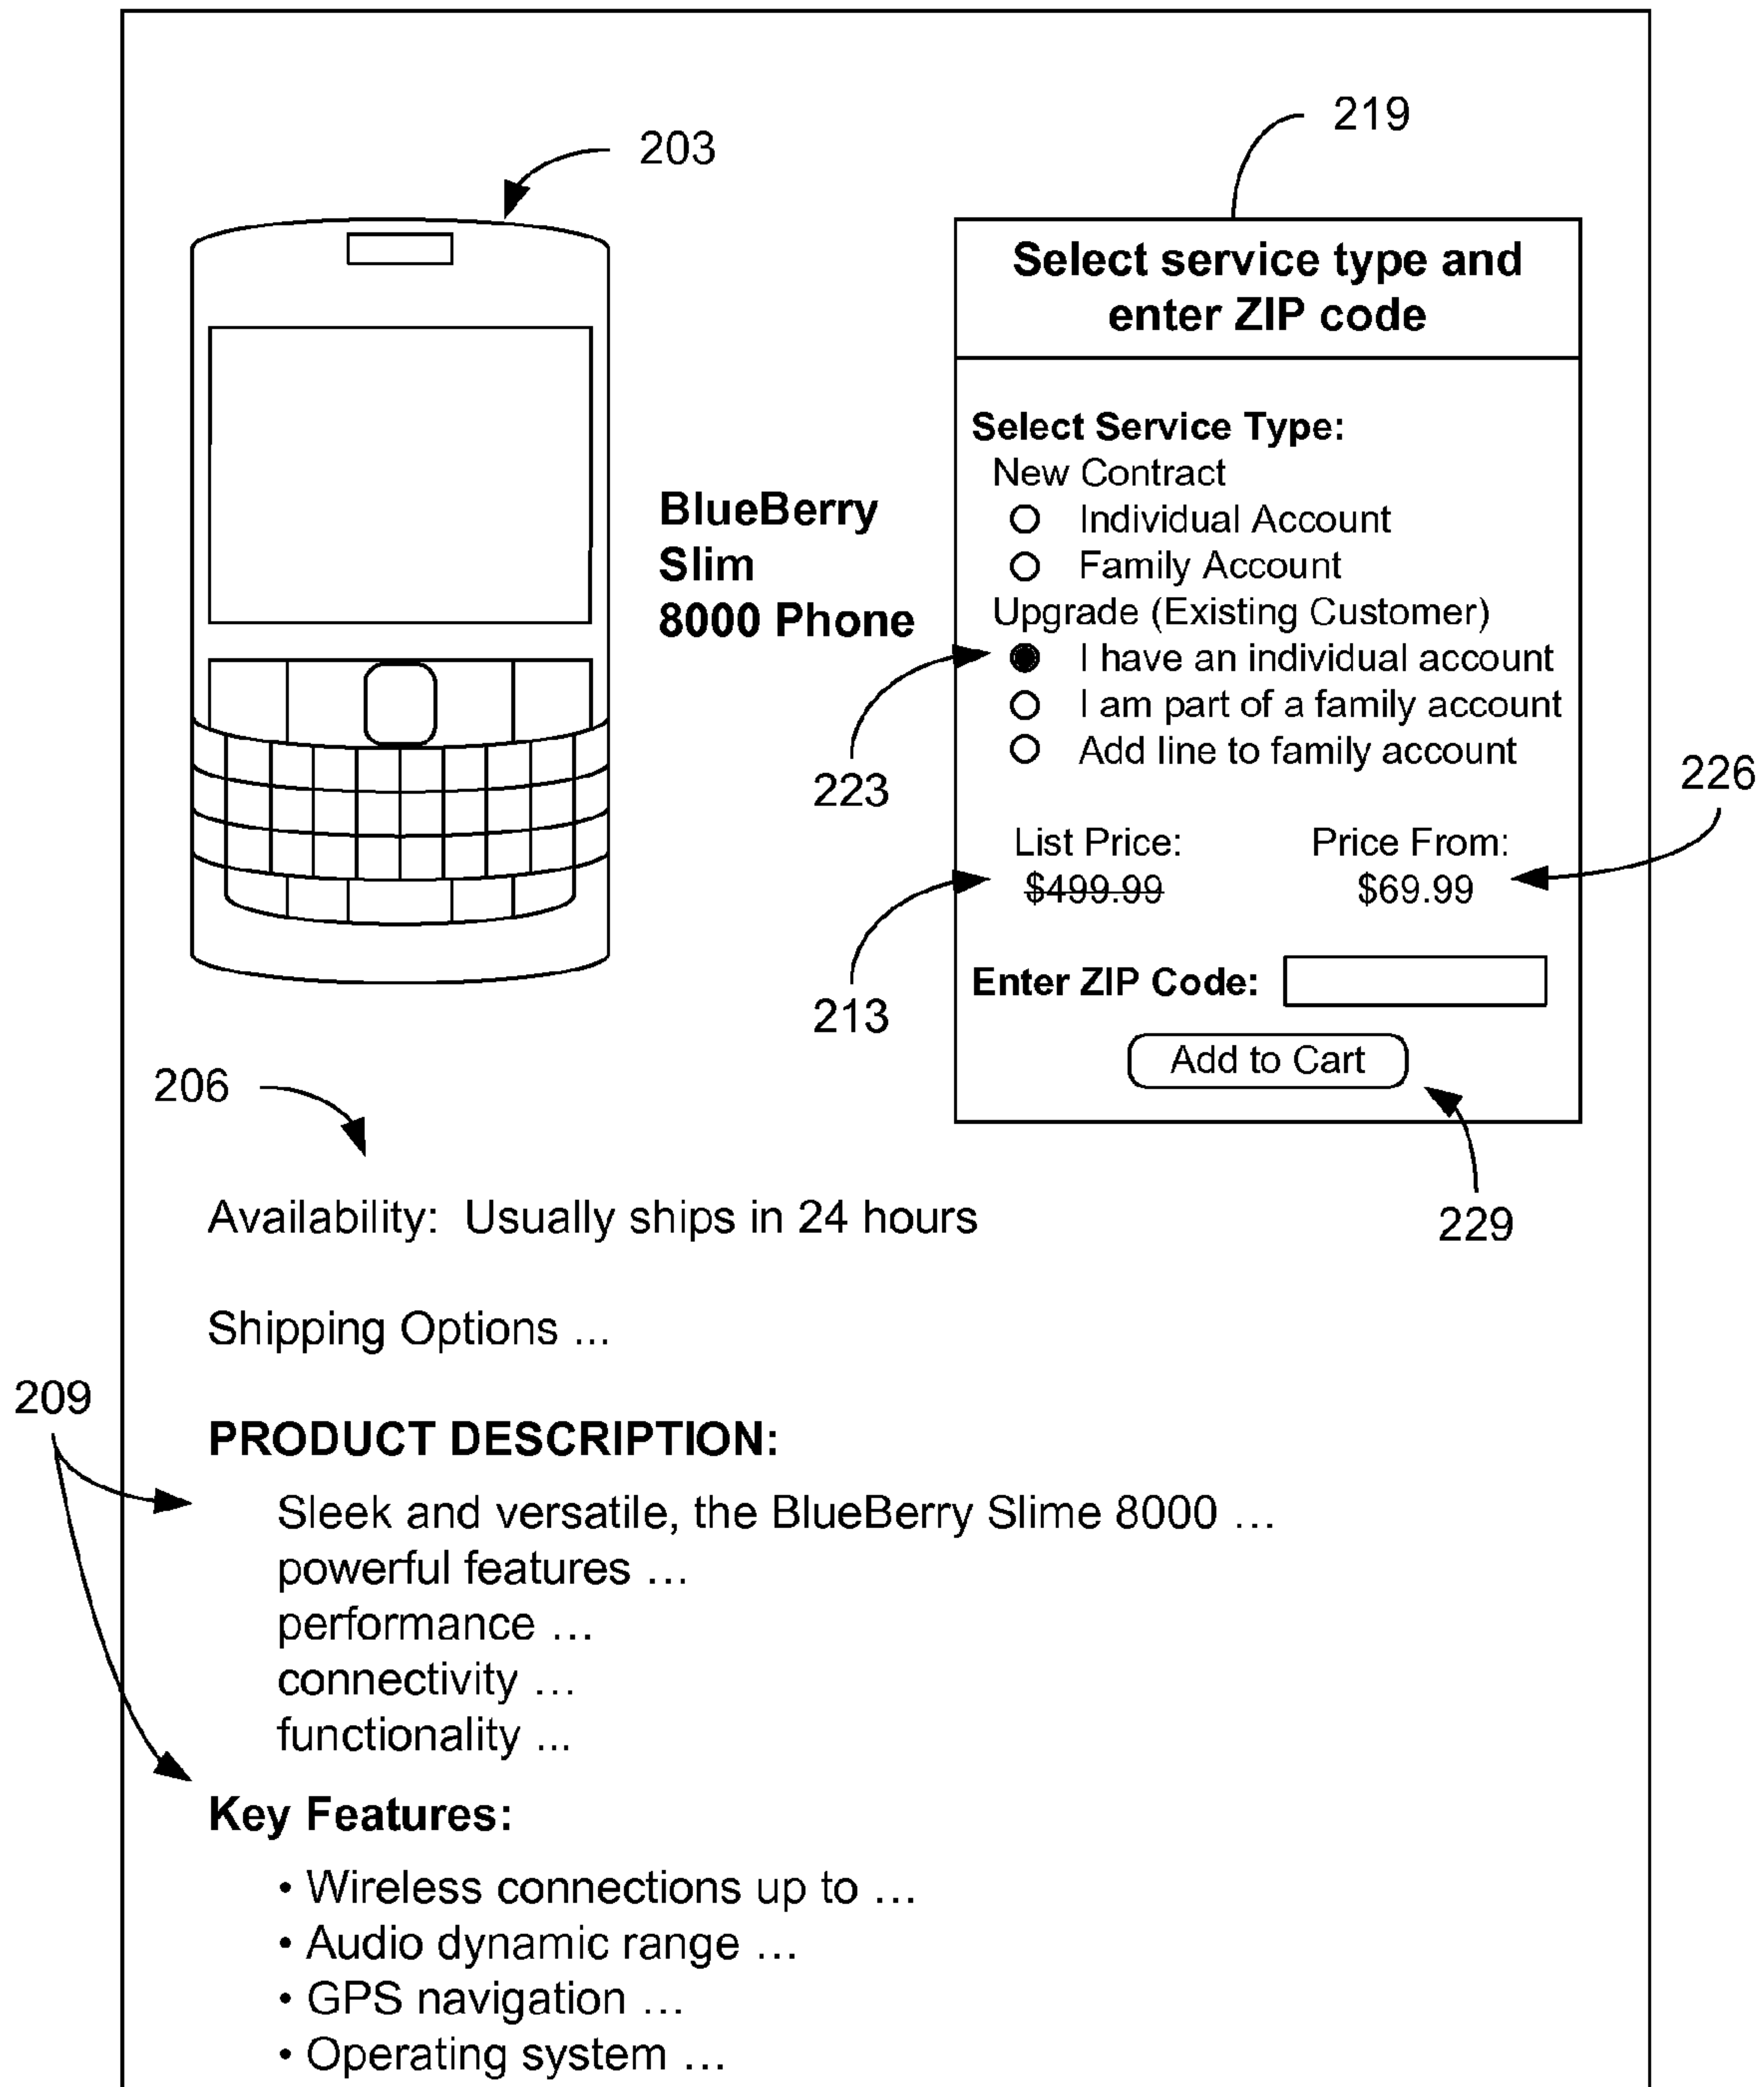 203
219
Select service type and
enter ZIP code
BlueBerry
Slim
8000 Phone
Select Service Type:
New Contract
Individual Account
Family Account
Upgrade (Existing Customer)
I have an individual account
I am part of a family account
Add line to family account
223
226
List Price:
$499.99
Price From:
$69.99
213
Enter ZIP Code:
Add to Cart
229
206
Availability: Usually ships in 24 hours
Shipping Options ...
209
PRODUCT DESCRIPTION:
Sleek and versatile, the BlueBerry Slime 8000 ...
powerful features ...
performance ...
connectivity ...
functionality ...
Key Features:
• Wireless connections up to ...
• Audio dynamic range ...
• GPS navigation ...
• Operating system ...